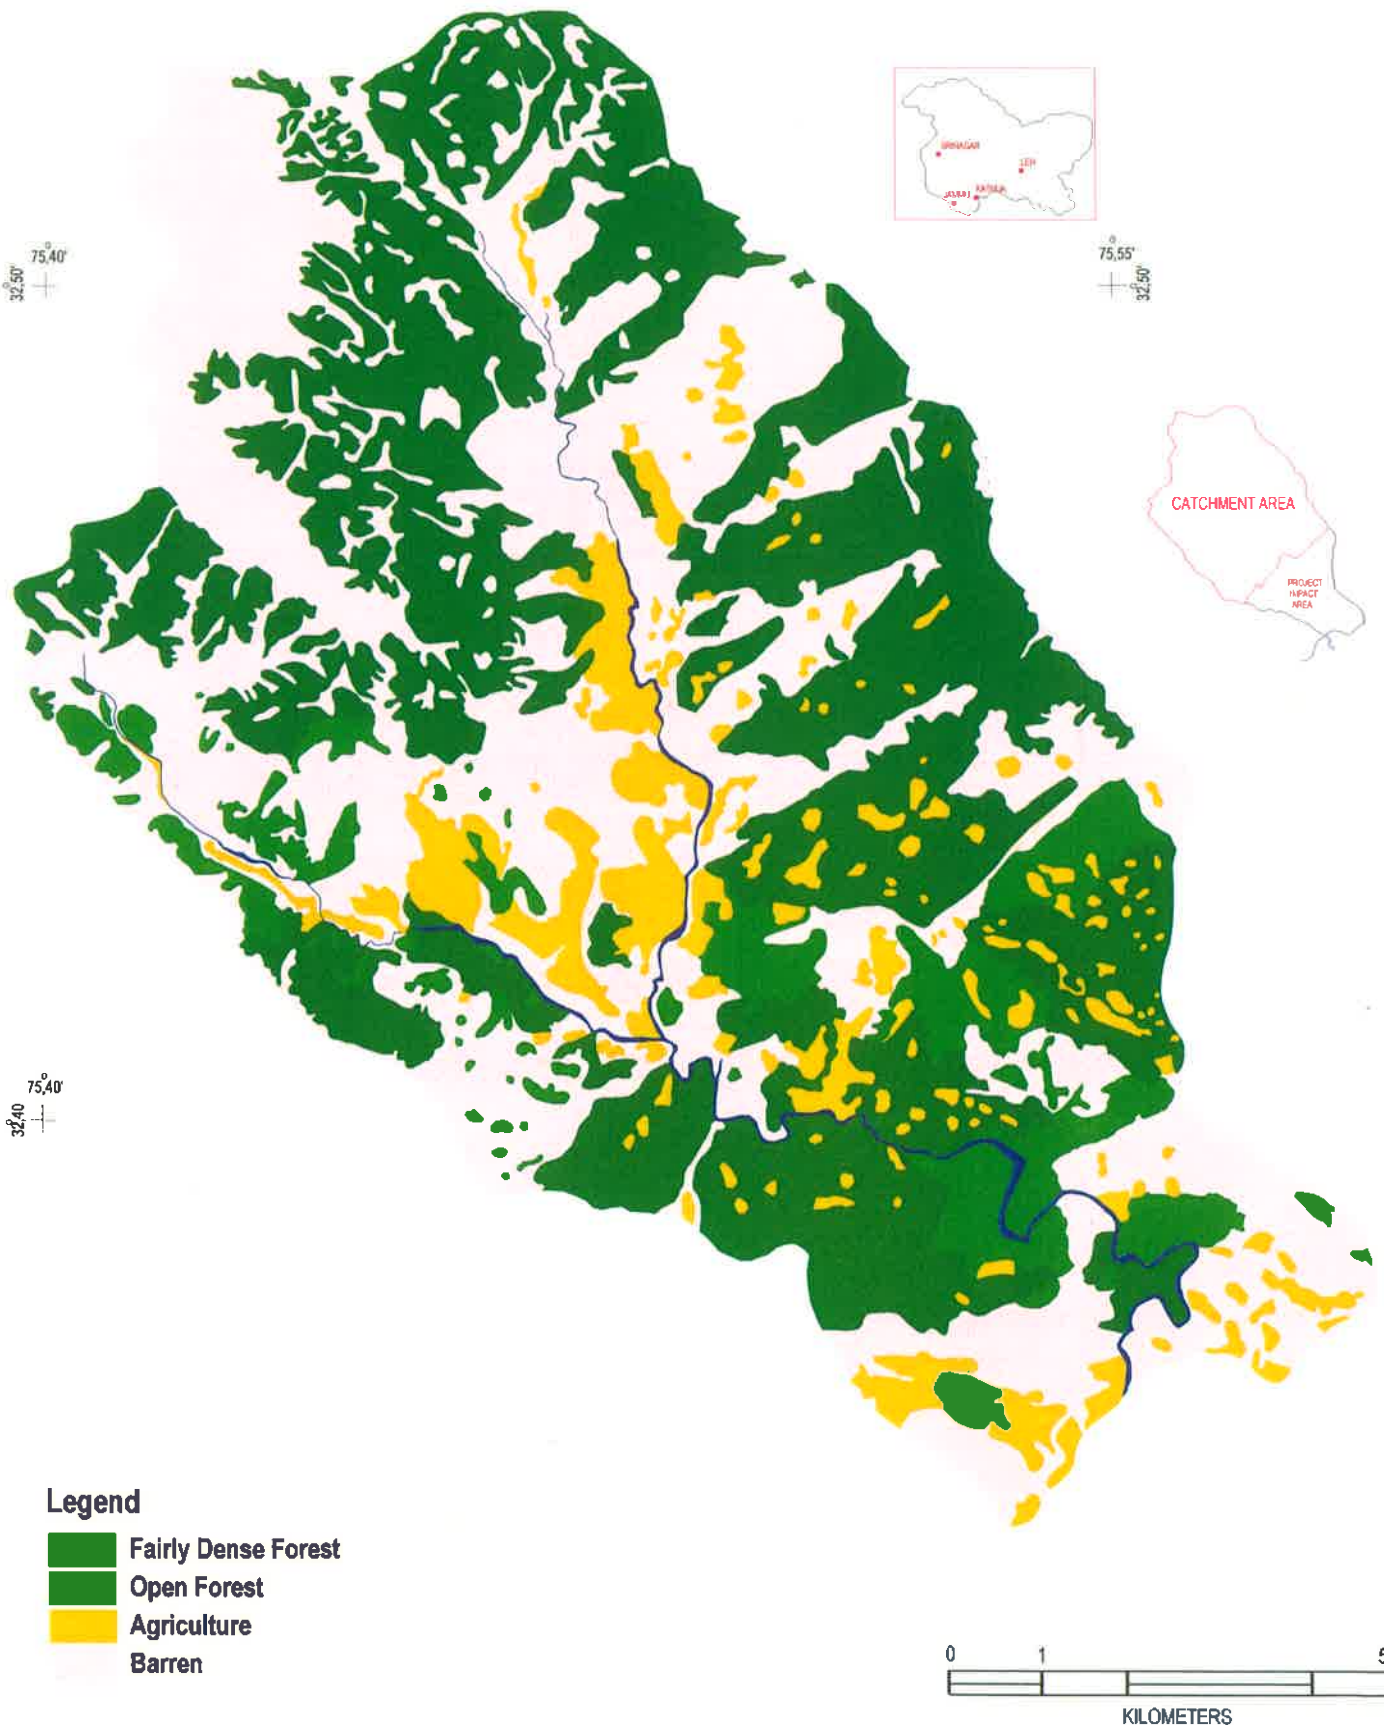 SRINAGAR
LEH
KATHUA
75,40'
32,50'
75,55'
32,50'
CATCHMENT AREA
PROJECT
IMPACT
AREA
75,40'
32,40
Legend
Fairly Dense Forest
Open Forest
Agriculture
Barren
0 1 5
KILOMETERS